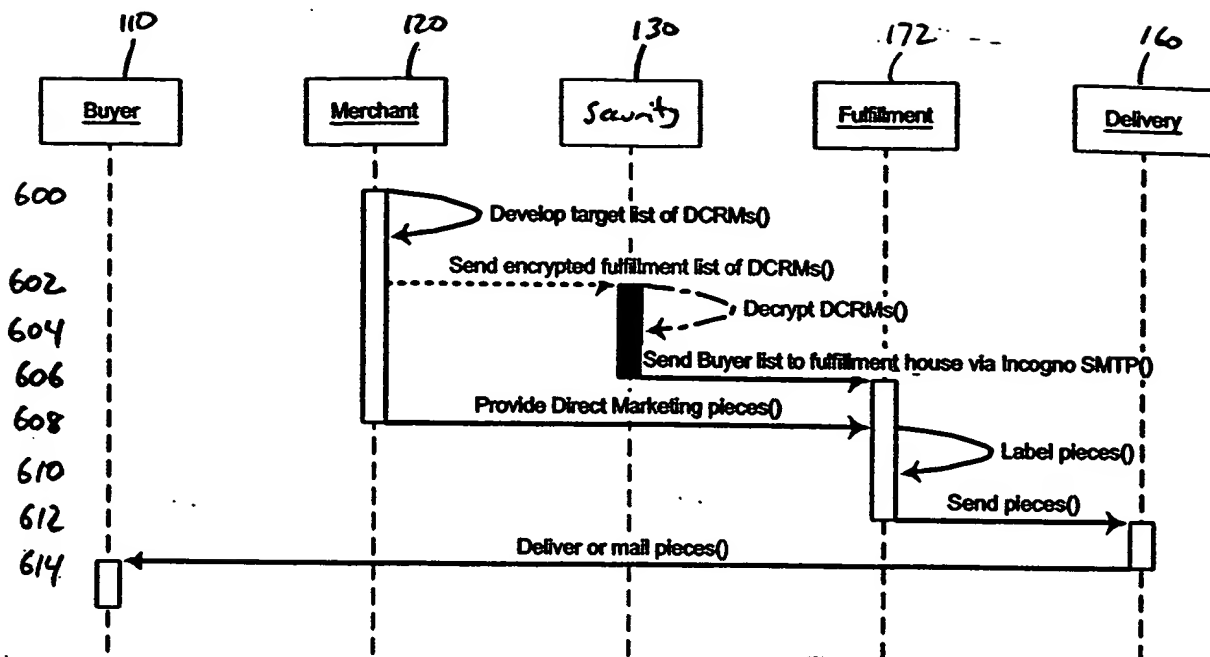 110 120 130 172 160
Buyer Merchant Security Fulfillment Delivery
600
Develop target list of DCRMs()
Send encrypted fulfillment list of DCRMs()
602
Decrypt DCRMs()
604
Send Buyer list to fulfillment house via Incogno SMTP()
606
Provide Direct Marketing pieces()
608
Label pieces()
610
Send pieces()
612
Deliver or mail pieces()
614